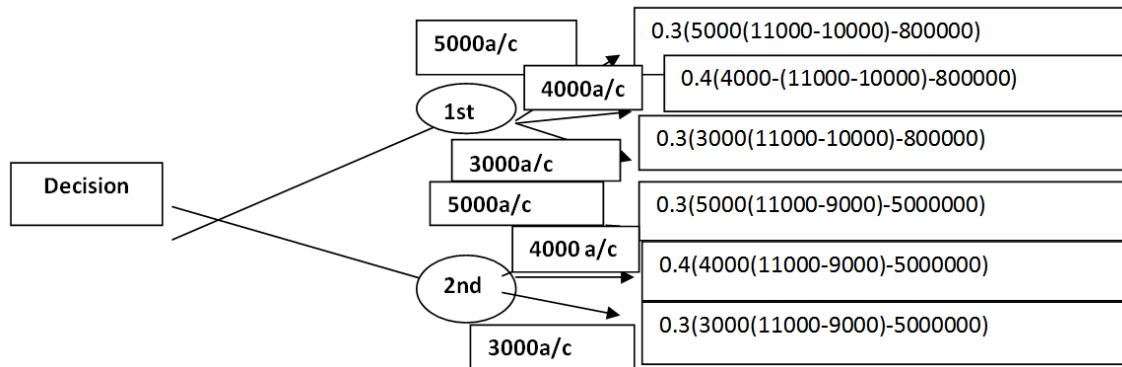 5000a/c
0.3(5000(11000-10000)-800000)
4000a/c
0.4(4000-(11000-10000)-800000)
1st
0.3(3000(11000-10000)-800000)
3000a/c
Decision
5000a/c
0.3(5000(11000-9000)-5000000)
4000 a/c
0.4(4000(11000-9000)-5000000)
2nd
0.3(3000(11000-9000)-5000000)
3000a/c